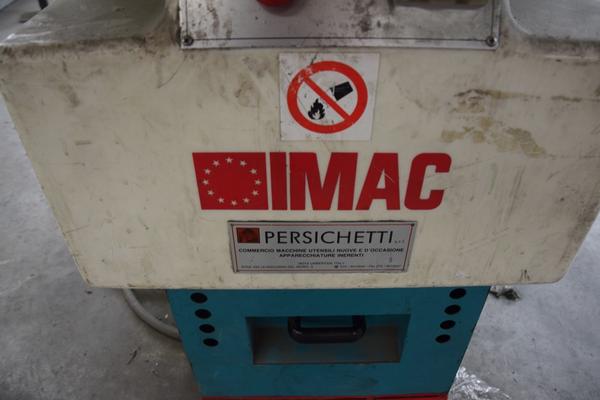 IMAC
PERSICHETTI s.r.l.
COMMERCIO MACCHINE UTENSILI NUOVE E D'OCCASIONE
APPARECCHIATURE INERENTI